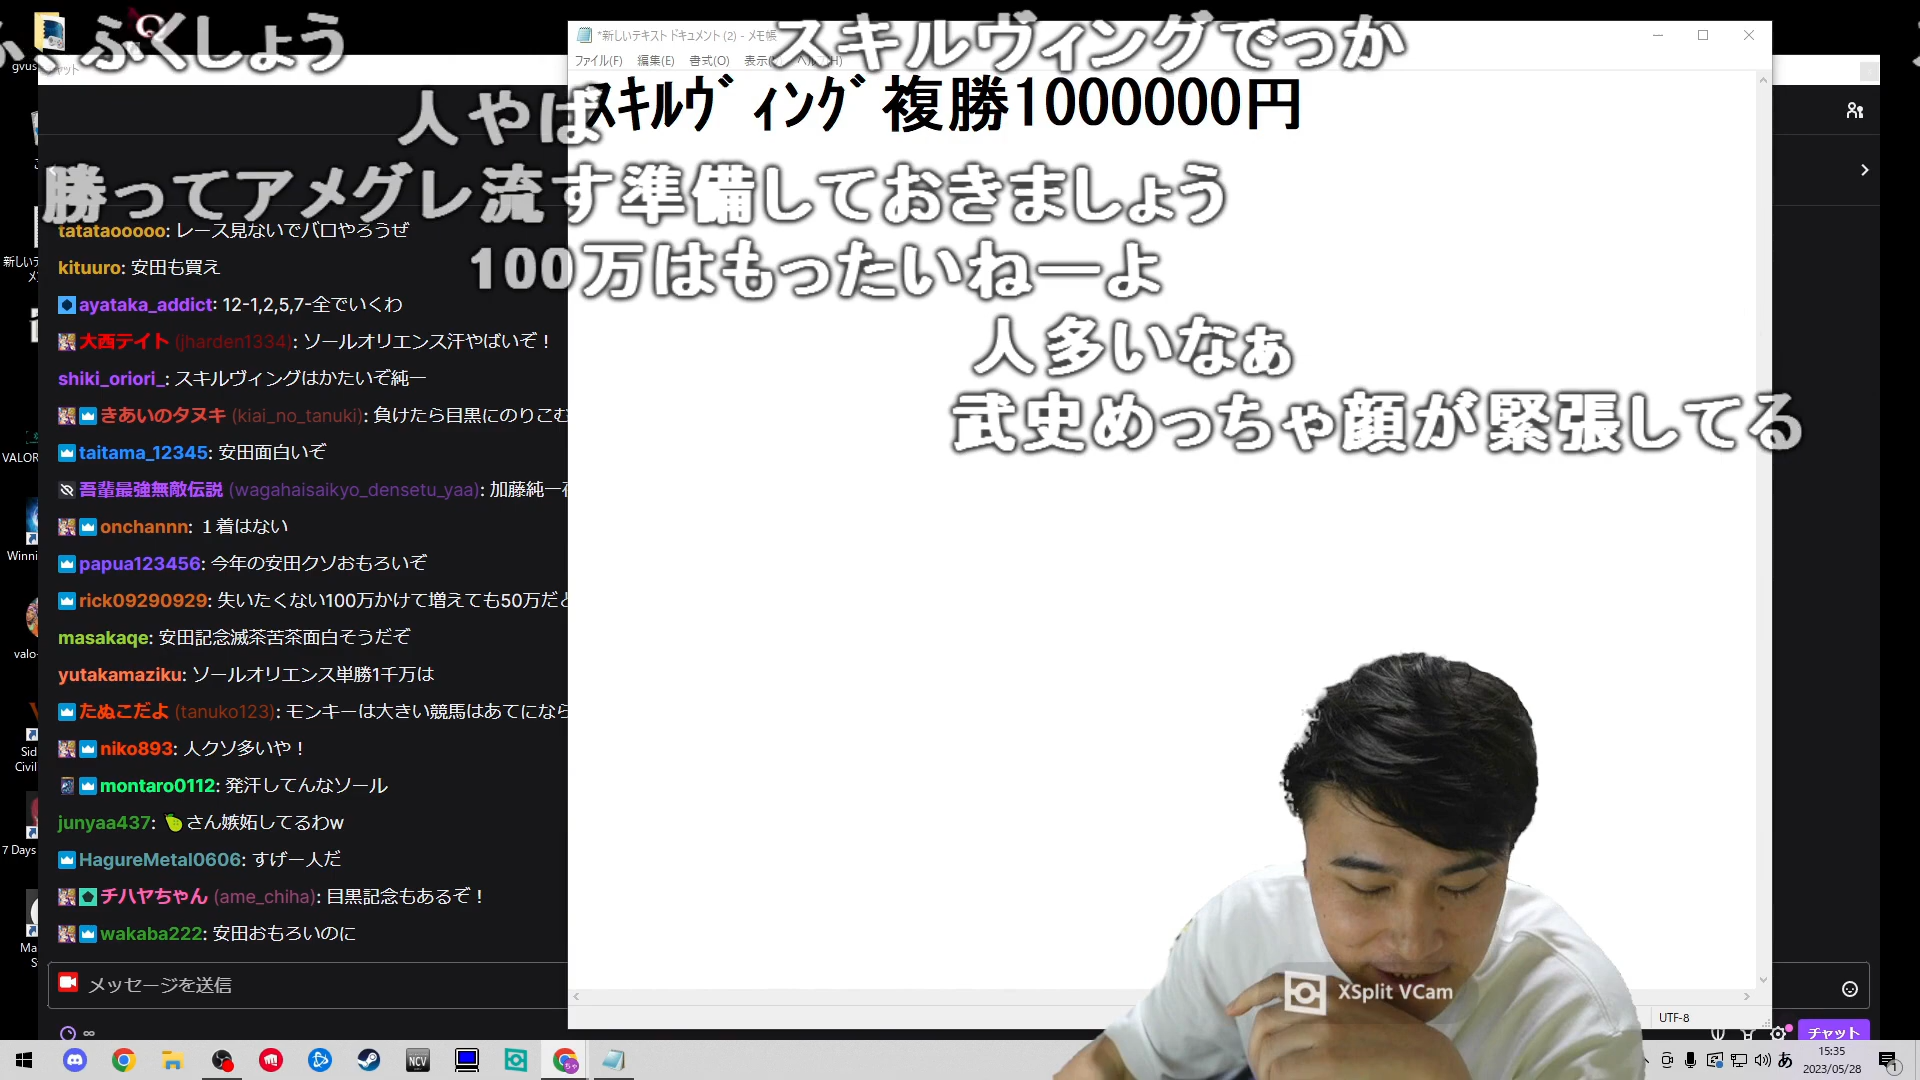 ふくしょう
スキルヴィングでっか
gvus
*新しいテキスト ドキュメント (2) - メモ帳
ファイル(F) 編集(E) 書式(O)
ｽｷﾙｳﾞｨﾝｸﾞ複勝1000000円
人やば
勝ってアメグレ流す準備しておきましょう
100万はもったいねーよ
人多いなぁ
武史めっちゃ顔が緊張してる
tatataooooo: レース見ないでバロやろうぜ
kituuro: 安田も買え
ayataka_addict: 12-1,2,5,7-全でいくわ
大西テイト (jharden1334): ソールオリエンス汗やばいぞ！
shiki_oriori_: スキルヴィングはかたいぞ純一
きあいのタヌキ (kiai_no_tanuki): 負けたら目黒にのりこむ
taitama_12345: 安田面白いぞ
吾輩最強無敵伝説 (wagahaisaikyo_densetu_yaa): 加藤純一
onchannn: １着はない
papua123456: 今年の安田クソおもろいぞ
rick09290929: 失いたくない100万かけて増えても50万だと
masakaqe: 安田記念滅茶苦茶面白そうだぞ
yutakamaziku: ソールオリエンス単勝1千万は
たぬこだよ (tanuko123): モンキーは大きい競馬はあてになら
niko893: 人クソ多いや！
montaro0112: 発汗してんなソール
junyaa437: さん嫉妬してるわw
HagureMetal0606: すげー人だ
チハヤちゃん (ame_chiha): 目黒記念もあるぞ！
wakaba222: 安田おもろいのに
メッセージを送信
VALOR
Winni
valo-
Sid
Civil
7 Days
Ma
S
XSplit VCam
UTF-8
チャット
NCV
あ
15:35
2023/05/28
1